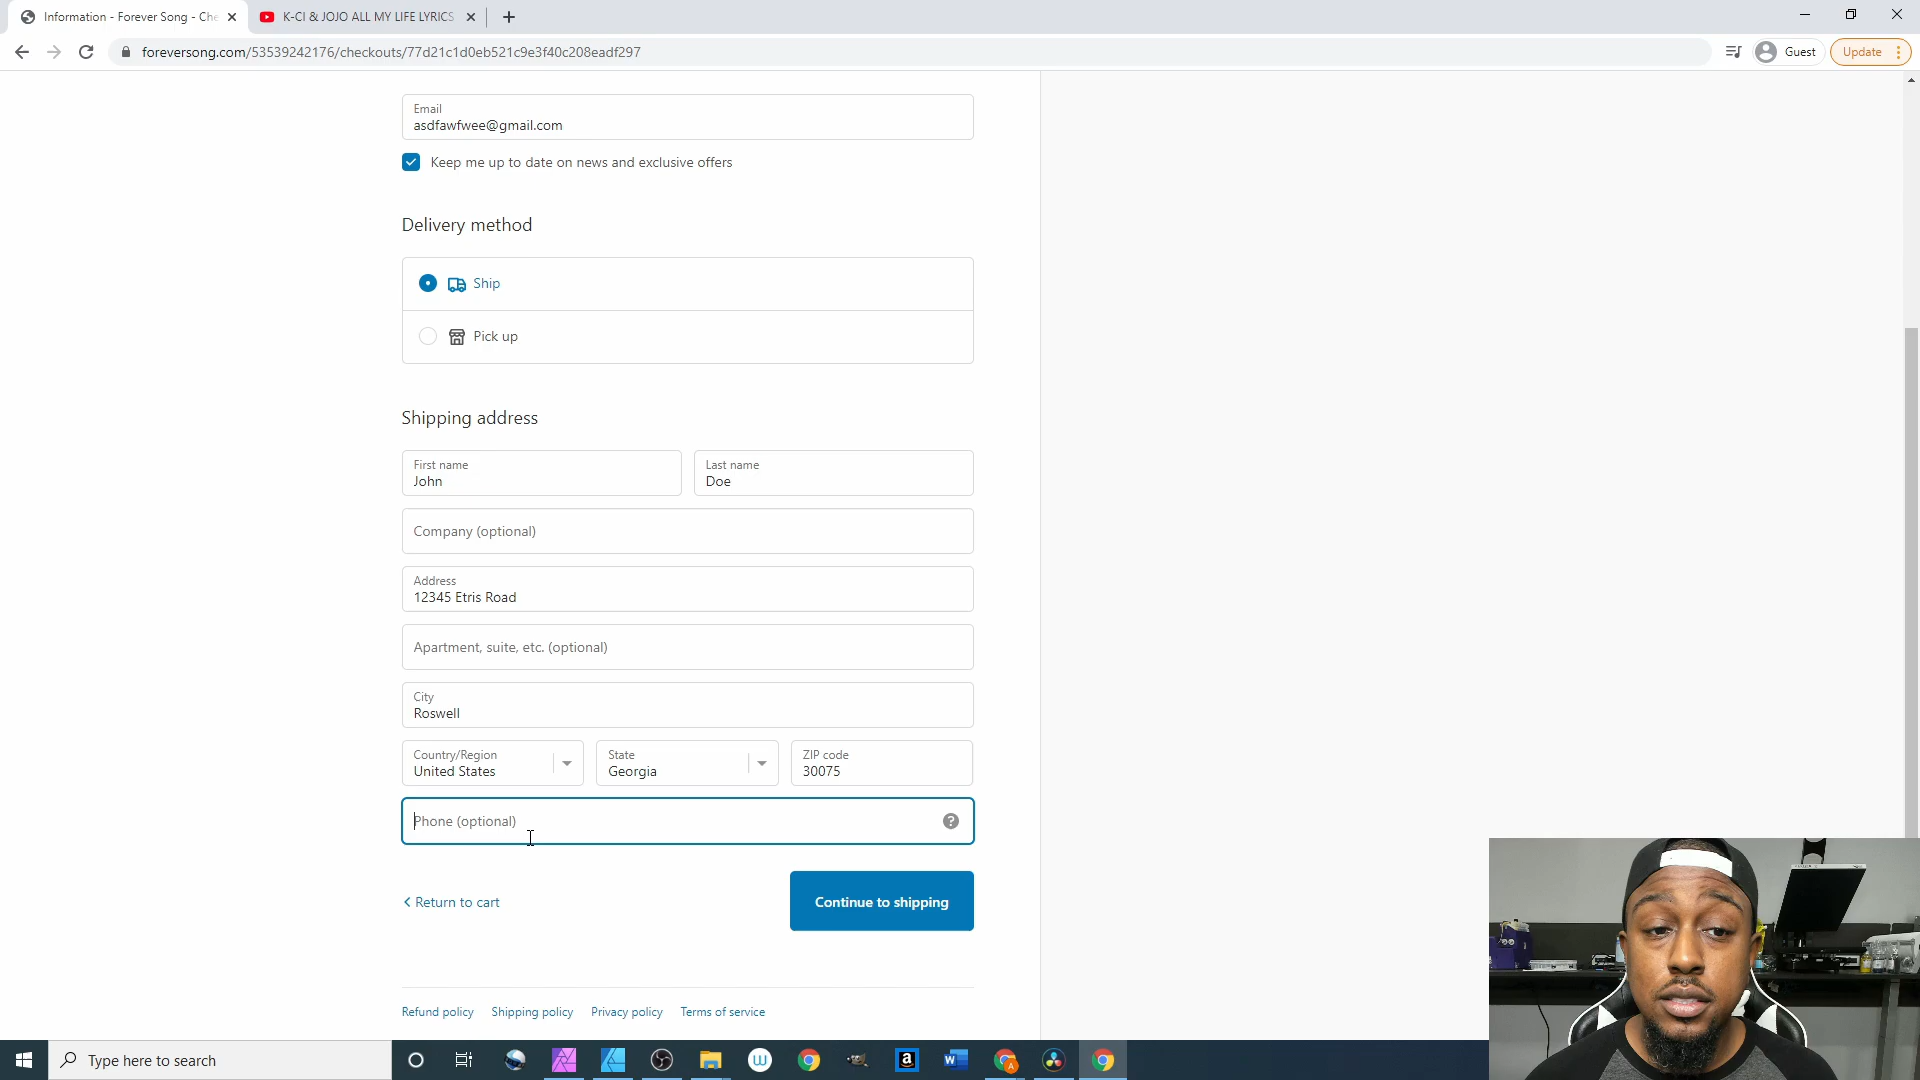 Information - Forever Song - Che
K-CI & JOJO ALL MY LIFE LYRICS
foreversong.com/53539242176/checkouts/77d21c1d0eb521c9e3f40c208eadf297
Guest
Update
Email
asdfawfwee@gmail.com
Keep me up to date on news and exclusive offers
Delivery method
Ship
Pick up
Shipping address
First name
John
Last name
Doe
Company (optional)
Address
12345 Etris Road
Apartment, suite, etc. (optional)
City
Roswell
Country/Region
United States
State
Georgia
ZIP code
30075
Phone (optional)
?
Return to cart
Continue to shipping
Refund policy
Shipping policy
Privacy policy
Terms of service
Type here to search